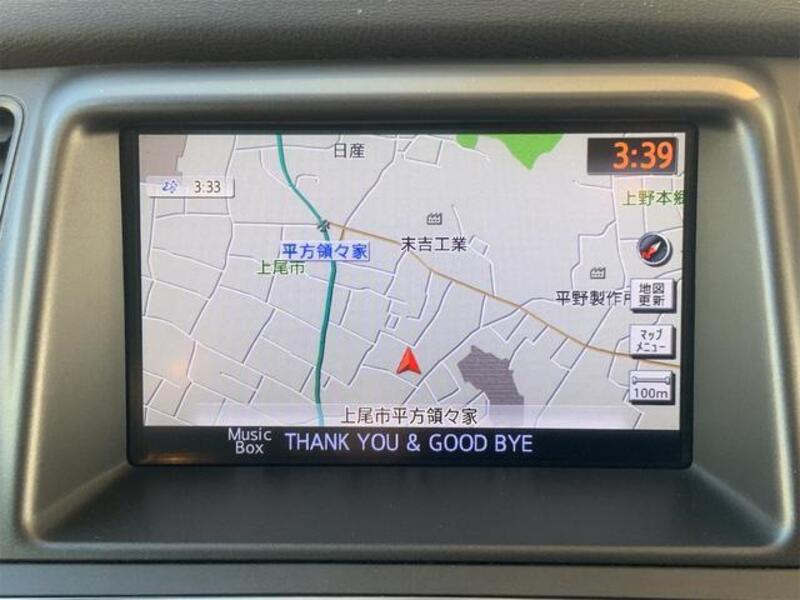 日産
3:39
3:33
上野本郷
末吉工業
平方領々家
上尾市
平野製作所
地図
更新
マップ
メニュー
100m
上尾市平方領々家
Music
Box
THANK YOU & GOOD BYE